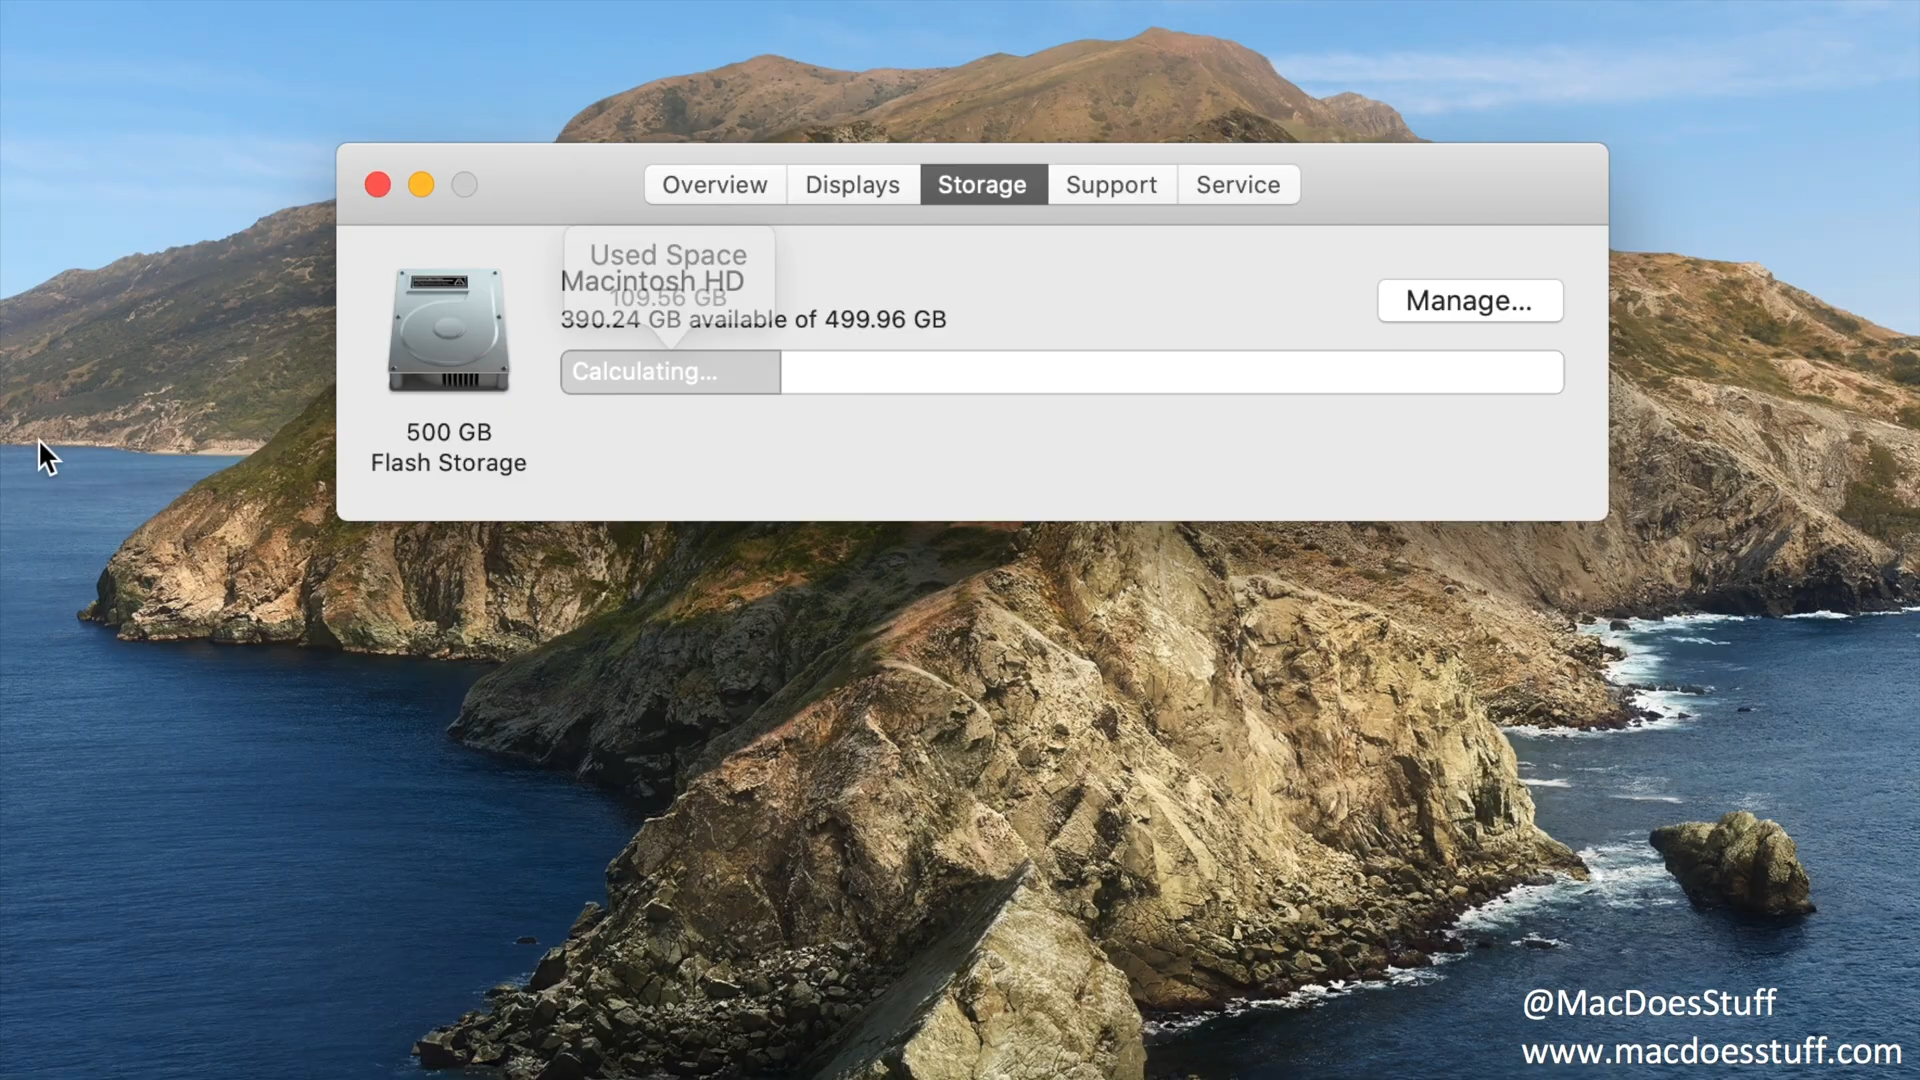 Overview Displays Storage Support Service
Used Space
Macintosh HD
109.56 GB
390.24 GB available of 499.96 GB
Manage...
Calculating...
500 GB
Flash Storage
@MacDoesStuff
www.macdoesstuff.com